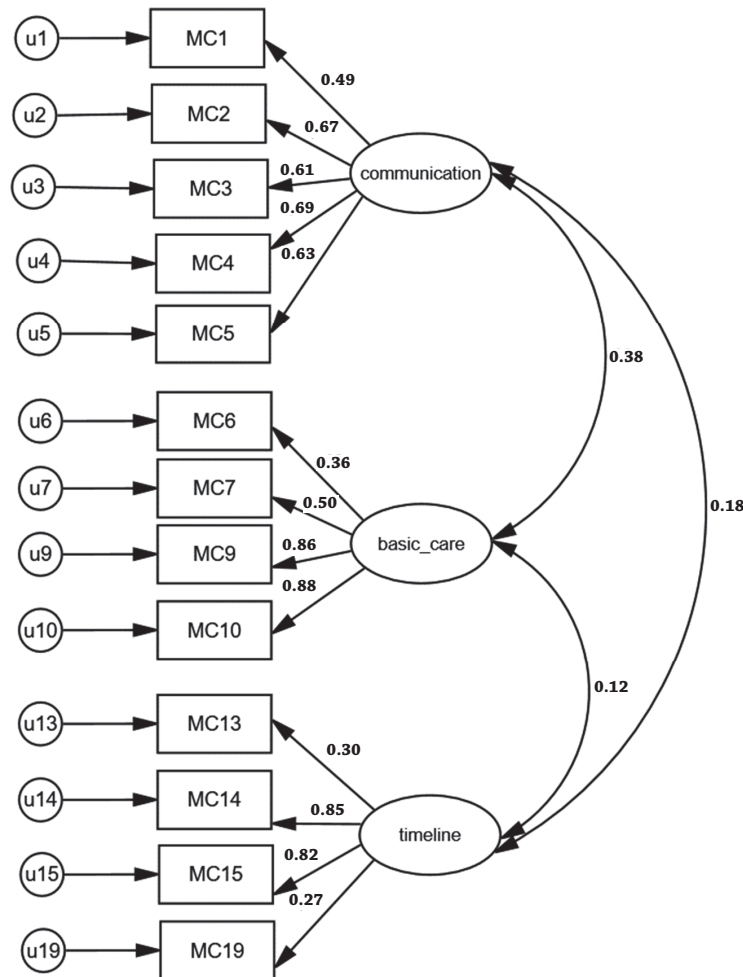 u1 MC1
0.49
u2 MC2
0.67
communication
u3 MC3 0.61
0.69
u4 MC4 0.63
u5 MC5
0.38
u6 MC6
0.36
u7 MC7
0.50
0.18
u9 MC9 0.86
basic_care
0.88
u10 MC10
0.12
u13 MC13
0.30
u14 MC14 0.85
timeline
u15 MC15 0.82
0.27
u19 MC19